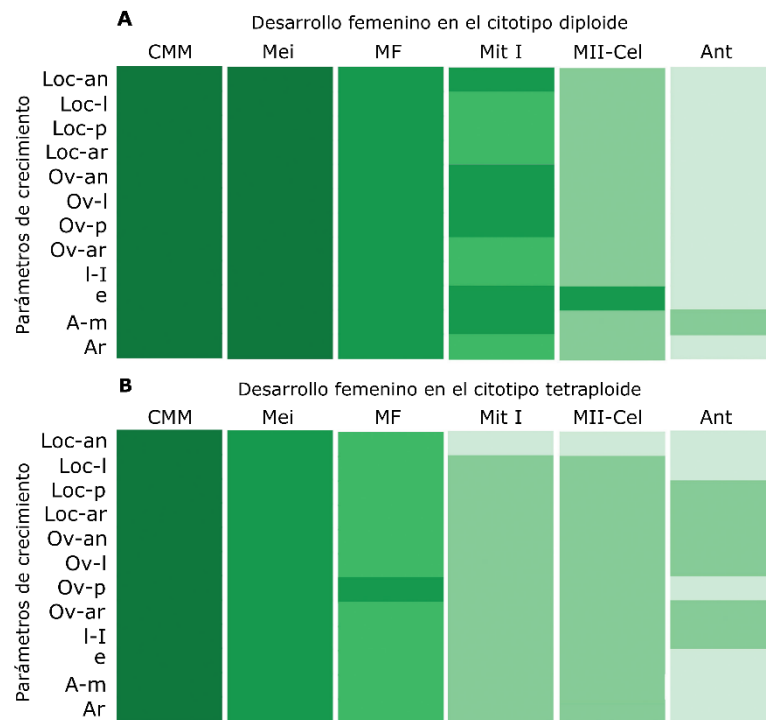 A Desarrollo femenino en el citotipo diploide
CMM Mei MF Mit I MII-Cel Ant
Parámetros de crecimiento
Loc-an
Loc-l
Loc-p
Loc-ar
Ov-an
Ov-l
Ov-p
Ov-ar
l-I
e
A-m
Ar
B Desarrollo femenino en el citotipo tetraploide
CMM Mei MF Mit I MII-Cel Ant
Parámetros de crecimiento
Loc-an
Loc-l
Loc-p
Loc-ar
Ov-an
Ov-l
Ov-p
Ov-ar
l-I
e
A-m
Ar